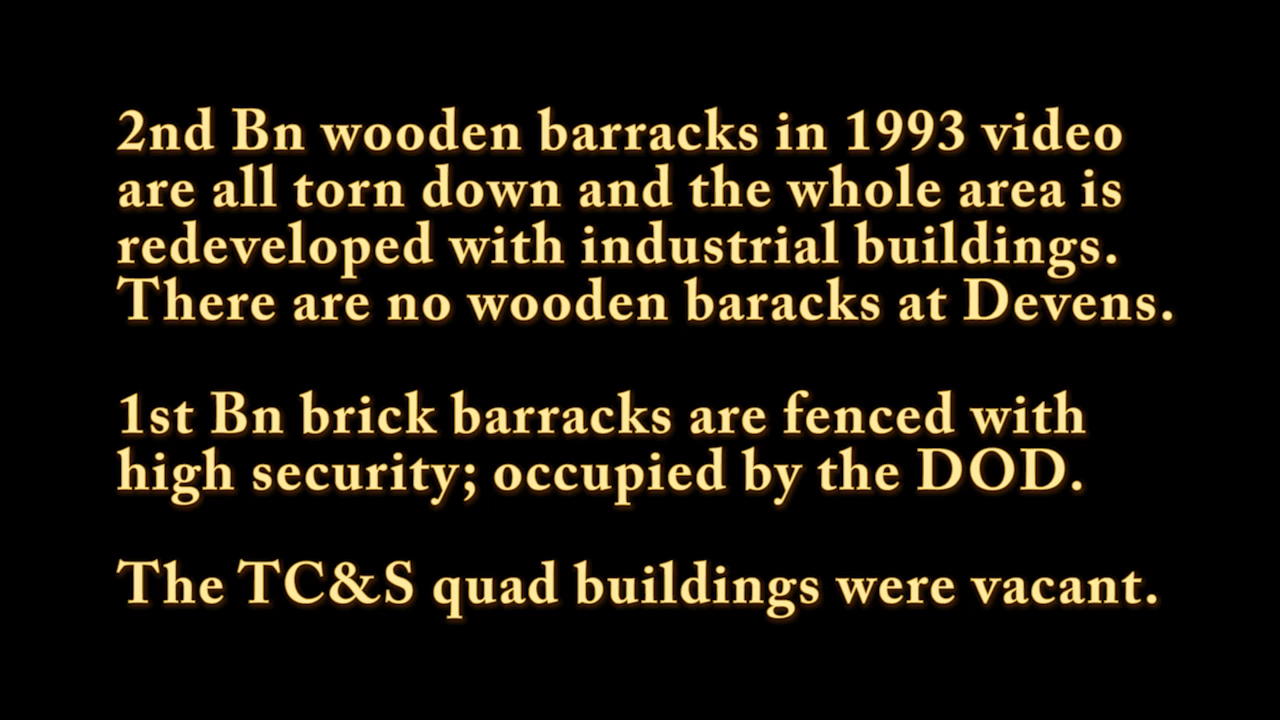 2nd Bn wooden barracks in 1993 video
are all torn down and the whole area is
redeveloped with industrial buildings.
There are no wooden baracks at Devens.
1st Bn brick barracks are fenced with
high security; occupied by the DOD.
The TC&S quad buildings were vacant.